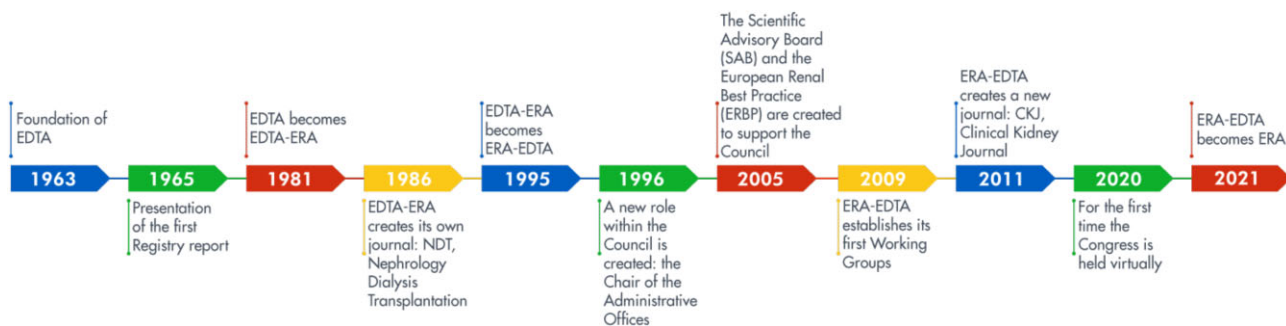 Foundation of
EDTA
1963
1965
Presentation
of the first
Registry report
EDTA becomes
EDTA-ERA
1981
1986
EDTA-ERA
creates its own
journal: NDT,
Nephrology
Dialysis
Transplantation
EDTA-ERA
becomes
ERA-EDTA
1995
1996
A new role
within the
Council is
created: the
Chair of the
Administrative
Offices
The Scientific
Advisory Board
(SAB) and the
European Renal
Best Practice
(ERBP) are created
to support the
Council
2005
2009
ERA-EDTA
establishes its
first Working
Groups
ERA-EDTA
creates a new
journal: CKJ,
Clinical Kidney
Journal
2011
2020
For the first
time the
Congress is
held virtually
ERA-EDTA
becomes ERA
2021